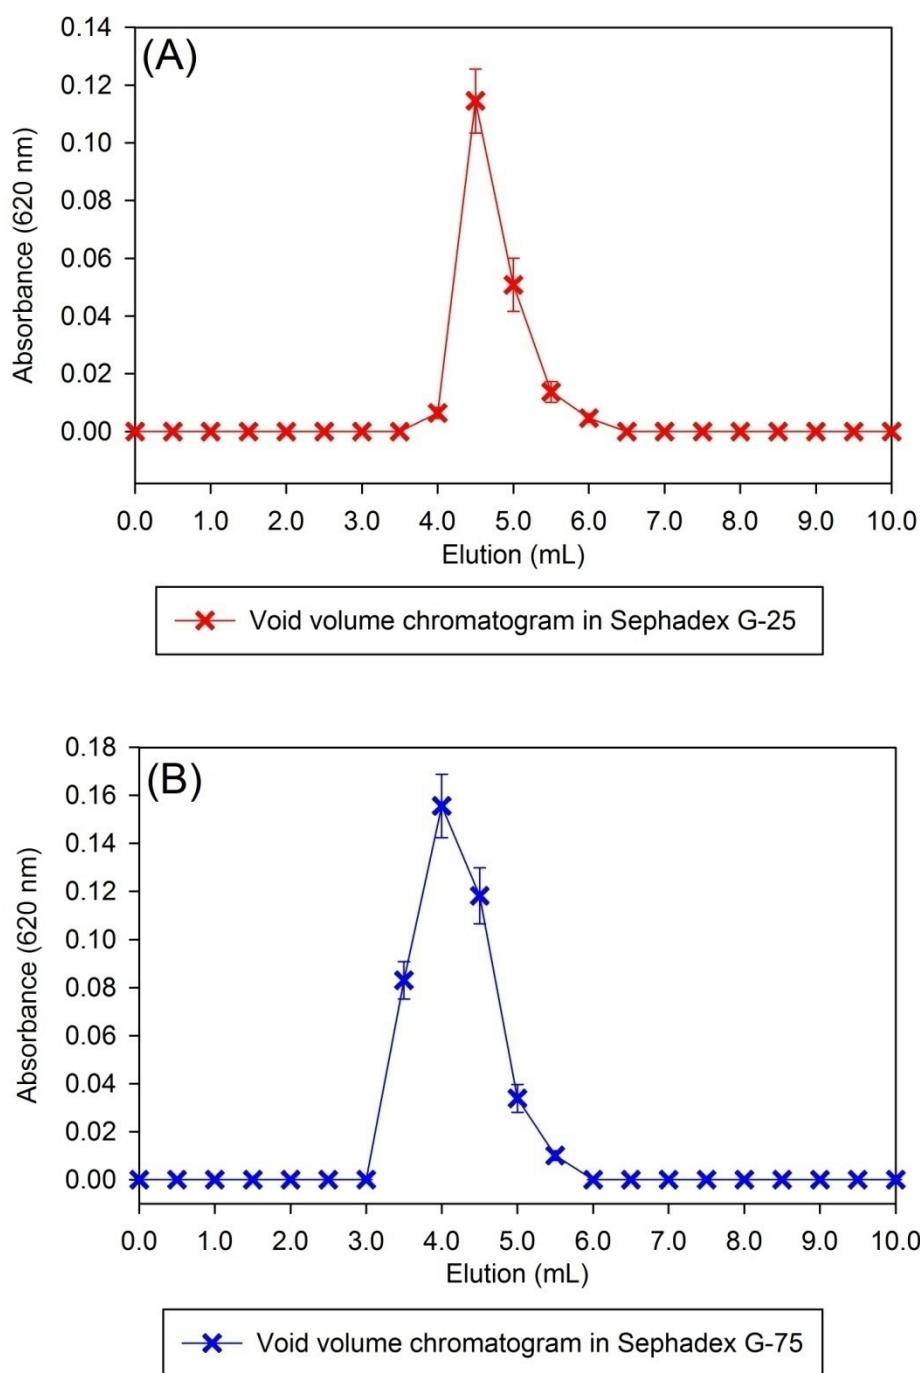 (A)
Absorbance (620 nm)
0.14
0.12
0.10
0.08
0.06
0.04
0.02
0.00
0.0 1.0 2.0 3.0 4.0 5.0 6.0 7.0 8.0 9.0 10.0
Elution (mL)
Void volume chromatogram in Sephadex G-25
(B)
Absorbance (620 nm)
0.18
0.16
0.14
0.12
0.10
0.08
0.06
0.04
0.02
0.00
0.0 1.0 2.0 3.0 4.0 5.0 6.0 7.0 8.0 9.0 10.0
Elution (mL)
Void volume chromatogram in Sephadex G-75